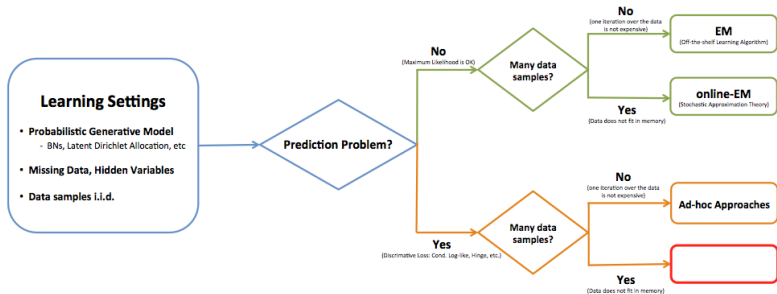 Learning Settings
• Probabilistic Generative Model
- BNs, Latent Dirichlet Allocation, etc
• Missing Data, Hidden Variables
• Data samples i.i.d.
Prediction Problem?
No
(Maximum Likelihood is OK)
Many data
samples?
No
(one iteration over the data
is not expensive)
EM
(Off-the-shelf Learning Algorithm)
online-EM
(Stochastic Approximation Theory)
Yes
(Data does not fit in memory)
Yes
(Discrimative Loss: Cond. Log-like, Hinge, etc.)
Many data
samples?
No
(one iteration over the data
is not expensive)
Ad-hoc Approaches
Yes
(Data does not fit in memory)